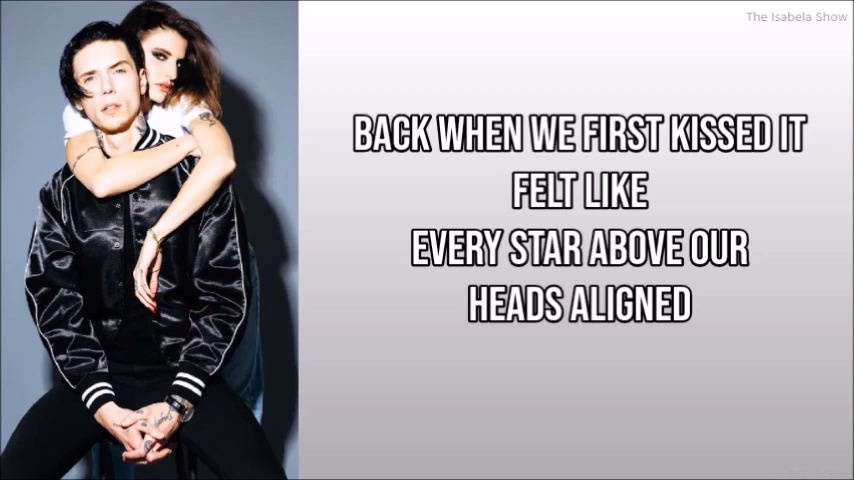 The Isabela Show
BACK WHEN WE FIRST KISSED IT
FELT LIKE
EVERY STAR ABOVE OUR
HEADS ALIGNED